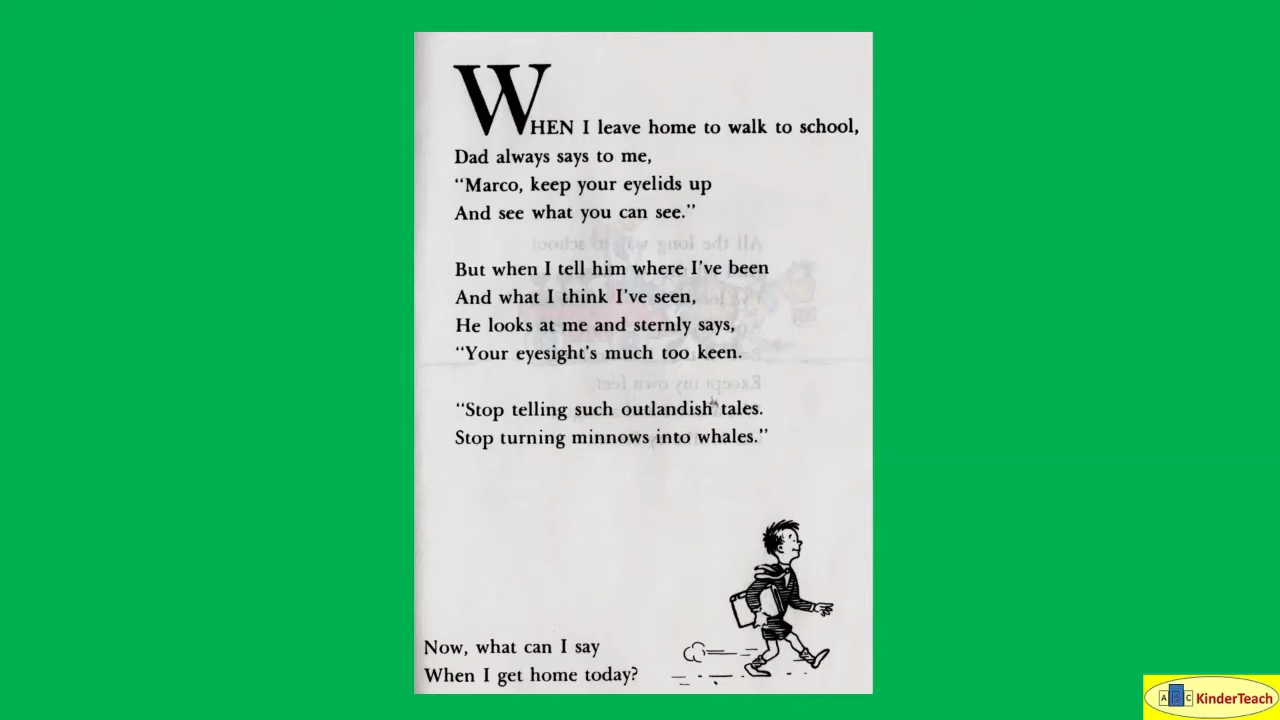 WHEN I leave home to walk to school,
Dad always says to me,
“Marco, keep your eyelids up
And see what you can see.”
But when I tell him where I’ve been
And what I think I’ve seen,
He looks at me and sternly says,
“Your eyesight’s much too keen.
“Stop telling such outlandish tales.
Stop turning minnows into whales.”
Now, what can I say
When I get home today?
ABC KinderTeach